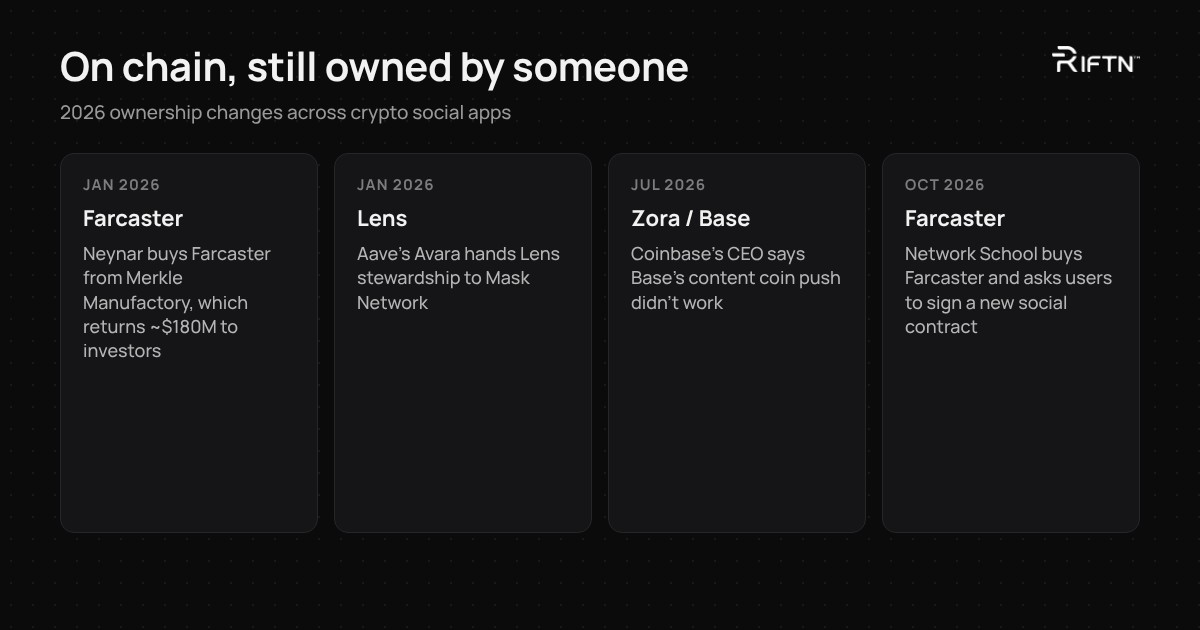 On chain, still owned by someone
RIFTN™
2026 ownership changes across crypto social apps
JAN 2026
Farcaster
Neynar buys Farcaster
from Merkle
Manufactory, which
returns ~$180M to
investors
JAN 2026
Lens
Aave's Avara hands Lens
stewardship to Mask
Network
JUL 2026
Zora / Base
Coinbase's CEO says
Base's content coin push
didn't work
OCT 2026
Farcaster
Network School buys
Farcaster and asks users
to sign a new social
contract